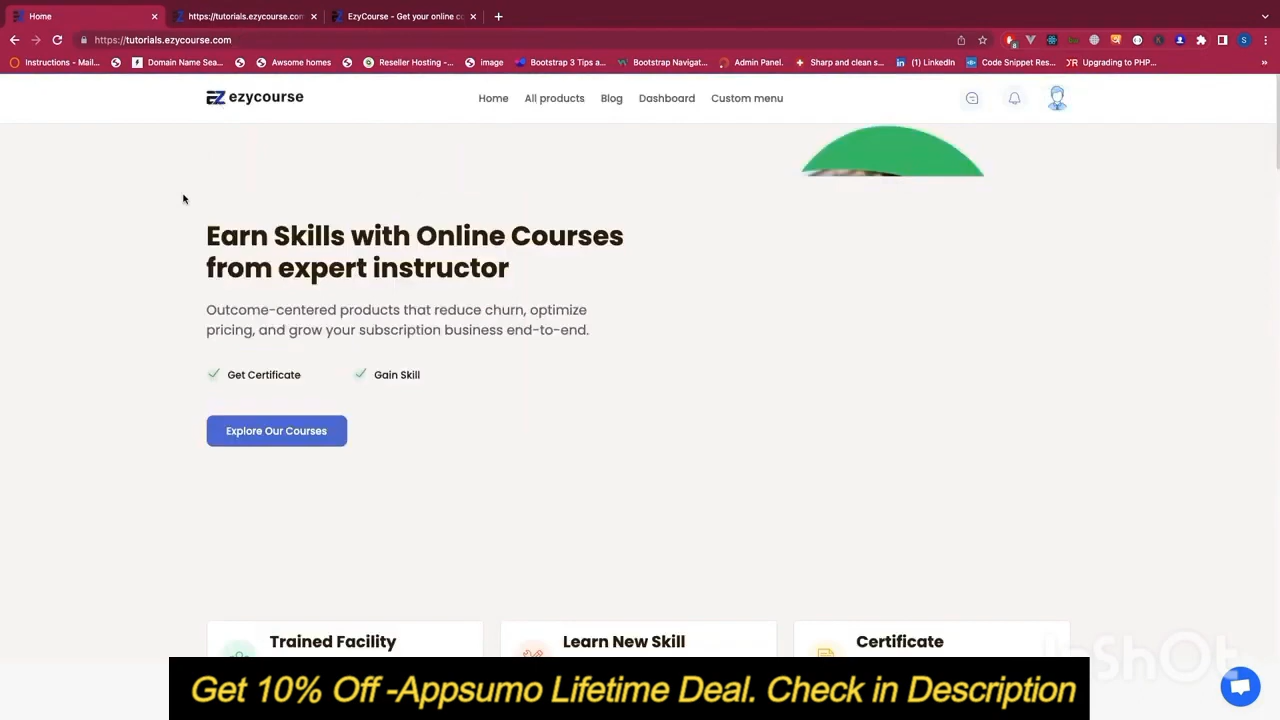 Home
https://tutorials.ezycourse.com
EzyCourse - Get your online co
https://tutorials.ezycourse.com
Instructions - Mail...
Domain Name Sea...
Awsome homes
Reseller Hosting -...
image
Bootstrap 3 Tips a...
Bootstrap Navigat...
Admin Panel.
Sharp and clean s...
(1) LinkedIn
Code Snippet Res...
Upgrading to PHP...
ezycourse
Home
All products
Blog
Dashboard
Custom menu
Earn Skills with Online Courses
from expert instructor
Outcome-centered products that reduce churn, optimize
pricing, and grow your subscription business end-to-end.
Get Certificate
Gain Skill
Explore Our Courses
Trained Facility
Learn New Skill
Certificate
InShOt
Get 10% Off -Appsumo Lifetime Deal. Check in Description